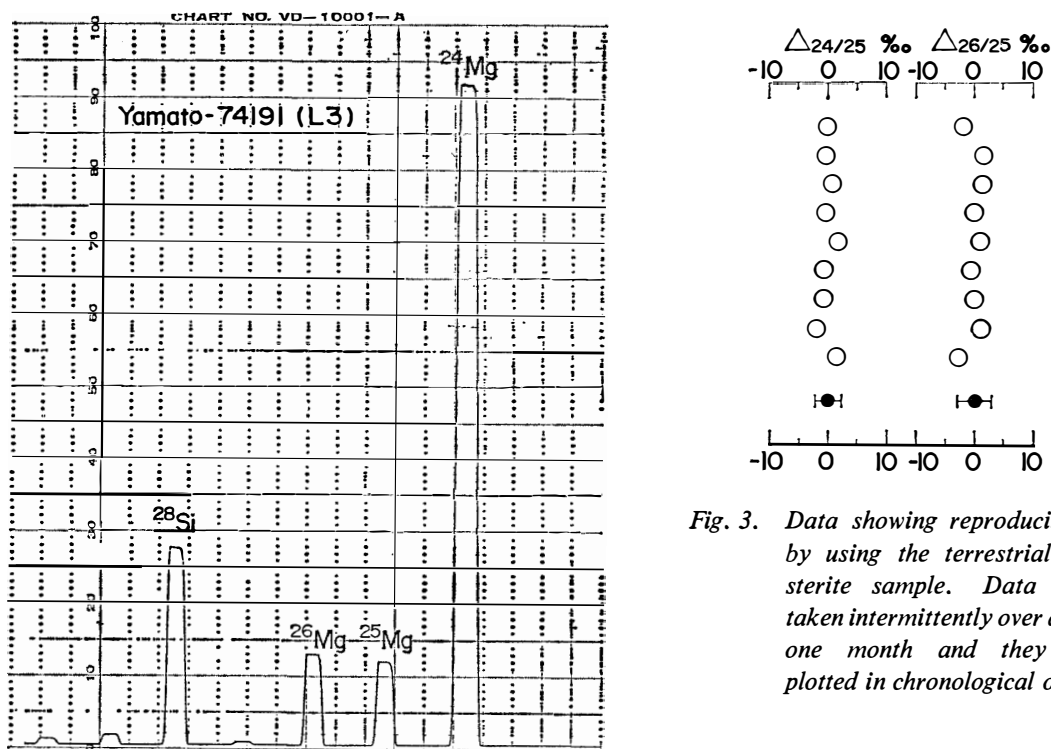 CHART NO. VD-10001-A
100
90
80
70
60
50
40
30
20
10
0
Yamato-74191 (L3)
24Mg
28Si
26Mg 25Mg
△24/25 ‰ △26/25 ‰
-10 0 10 -10 0 10
-10 0 10 -10 0 10
Fig. 3. Data showing reproduci
by using the terrestrial
sterite sample. Data
taken intermittently over
one month and they
plotted in chronological o